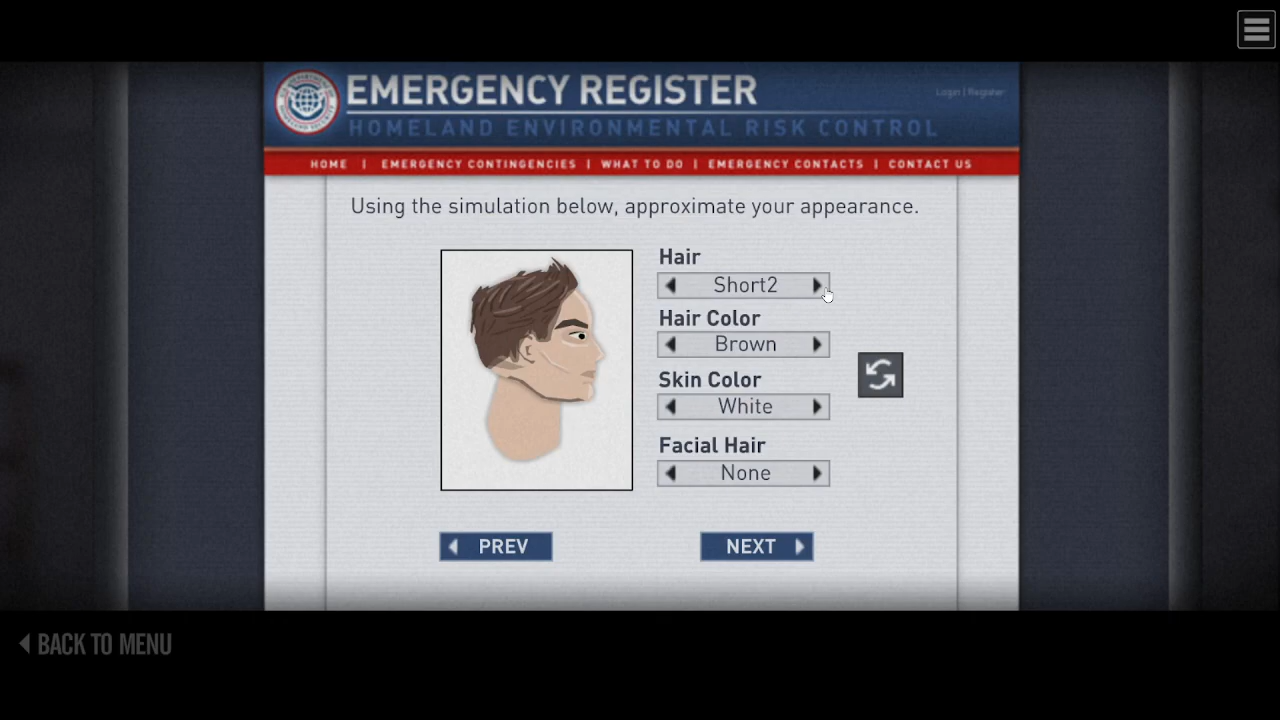 EMERGENCY REGISTER
Login | Register
HOMELAND ENVIRONMENTAL RISK CONTROL
HOME | EMERGENCY CONTINGENCIES | WHAT TO DO | EMERGENCY CONTACTS | CONTACT US
Using the simulation below, approximate your appearance.
Hair
Short2
Hair Color
Brown
Skin Color
White
Facial Hair
None
PREV
NEXT
BACK TO MENU